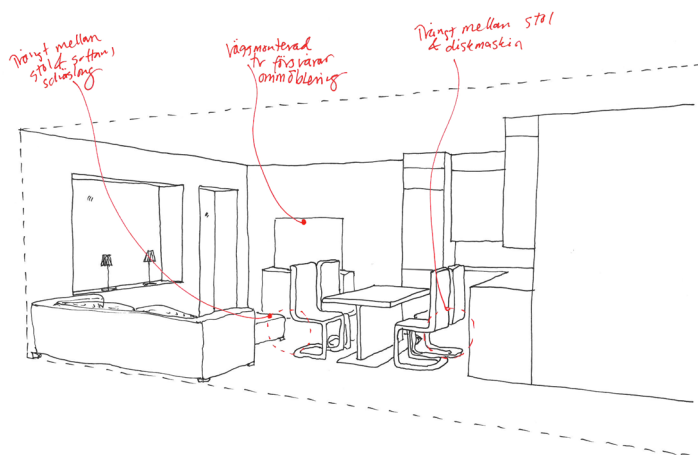 Trångt mellan
stol & soffans
schäslong
Väggmonterad
tv försvårar
ommöblering
Trångt mellan stol
& diskmaskin